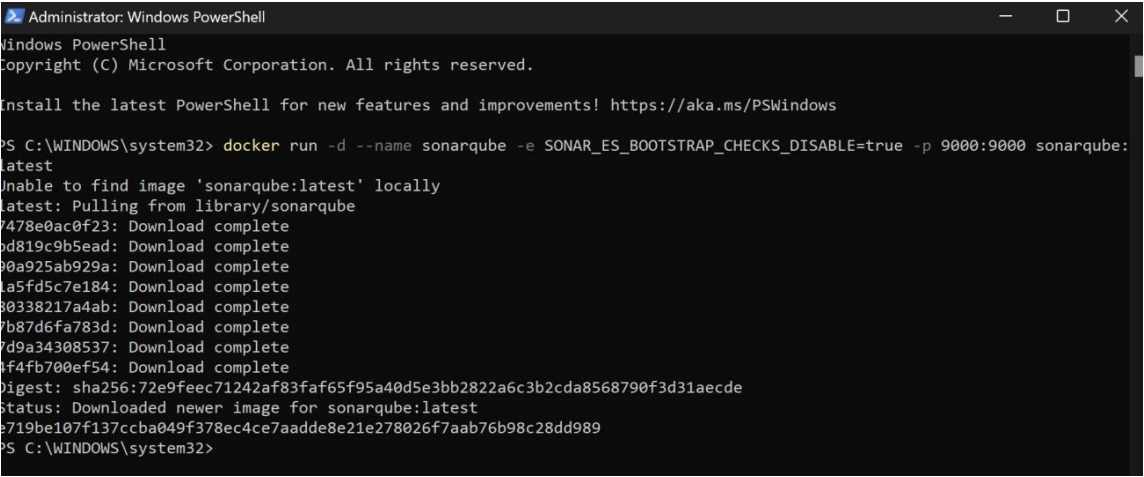 Administrator: Windows PowerShell
Windows PowerShell
Copyright (C) Microsoft Corporation. All rights reserved.
Install the latest PowerShell for new features and improvements! https://aka.ms/PSWindows
PS C:\WINDOWS\system32> docker run -d --name sonarqube -e SONAR_ES_BOOTSTRAP_CHECKS_DISABLE=true -p 9000:9000 sonarqube:
latest
Unable to find image 'sonarqube:latest' locally
latest: Pulling from library/sonarqube
7478e0ac0f23: Download complete
bd819c9b5ead: Download complete
90a925ab929a: Download complete
1a5fd5c7e184: Download complete
80338217a4ab: Download complete
7b87d6fa783d: Download complete
7d9a34308537: Download complete
4f4fb700ef54: Download complete
Digest: sha256:72e9feec71242af83faf65f95a40d5e3bb2822a6c3b2cda8568790f3d31aecde
Status: Downloaded newer image for sonarqube:latest
e719be107f137ccba049f378ec4ce7aadde8e21e278026f7aab76b98c28dd989
PS C:\WINDOWS\system32>